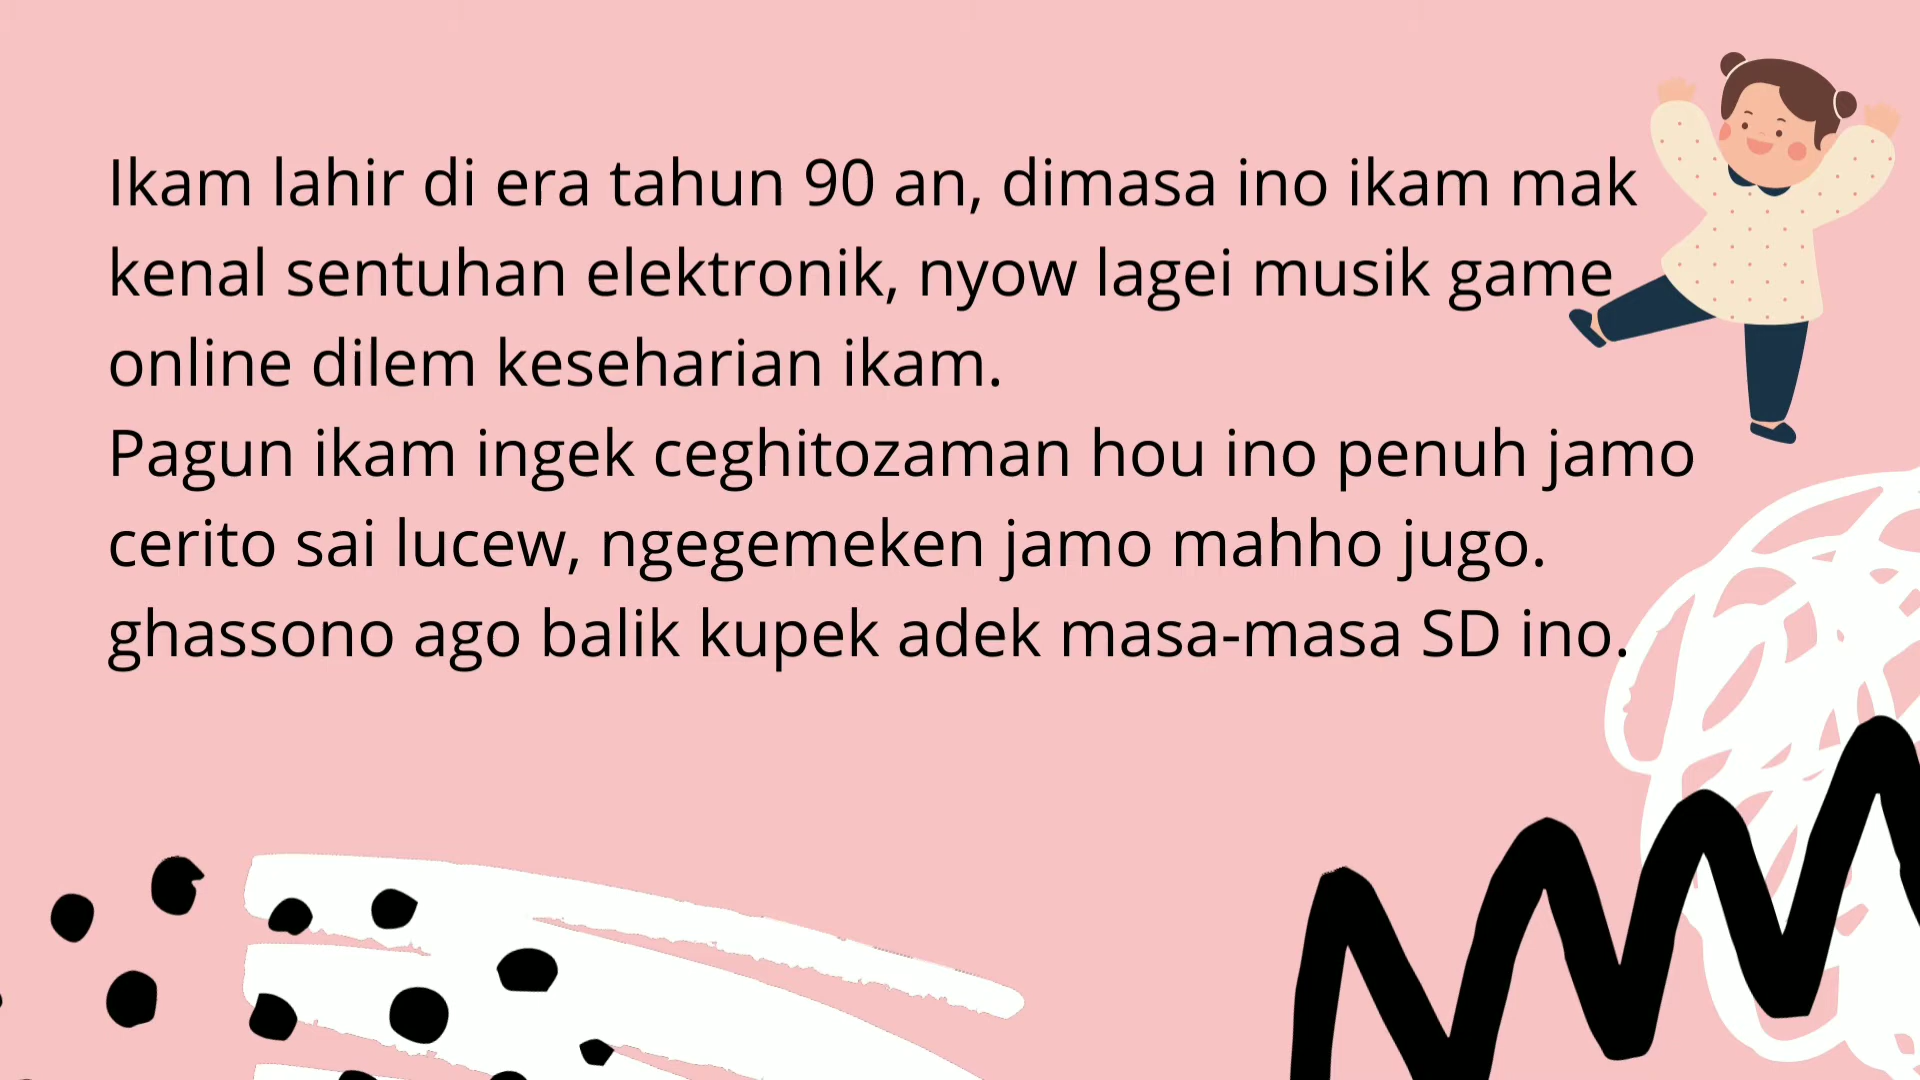 Ikam lahir di era tahun 90 an, dimasa ino ikam mak
kenal sentuhan elektronik, nyow lagei musik game
online dilem keseharian ikam.
Pagun ikam ingek ceghitozaman hou ino penuh jamo
cerito sai lucew, ngegemeken jamo mahho jugo.
ghassono ago balik kupek adek masa-masa SD ino.